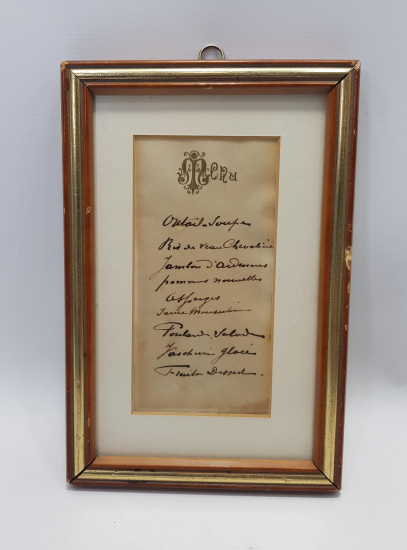 Menu
Oxtail-Soupe
Ris de veau Chevalière
Jambon d'ardennes
pommes nouvelles
Asperges
Sauce Mousseline
Poularde, Salade
Vacherin glacé
Fruits Dessert.